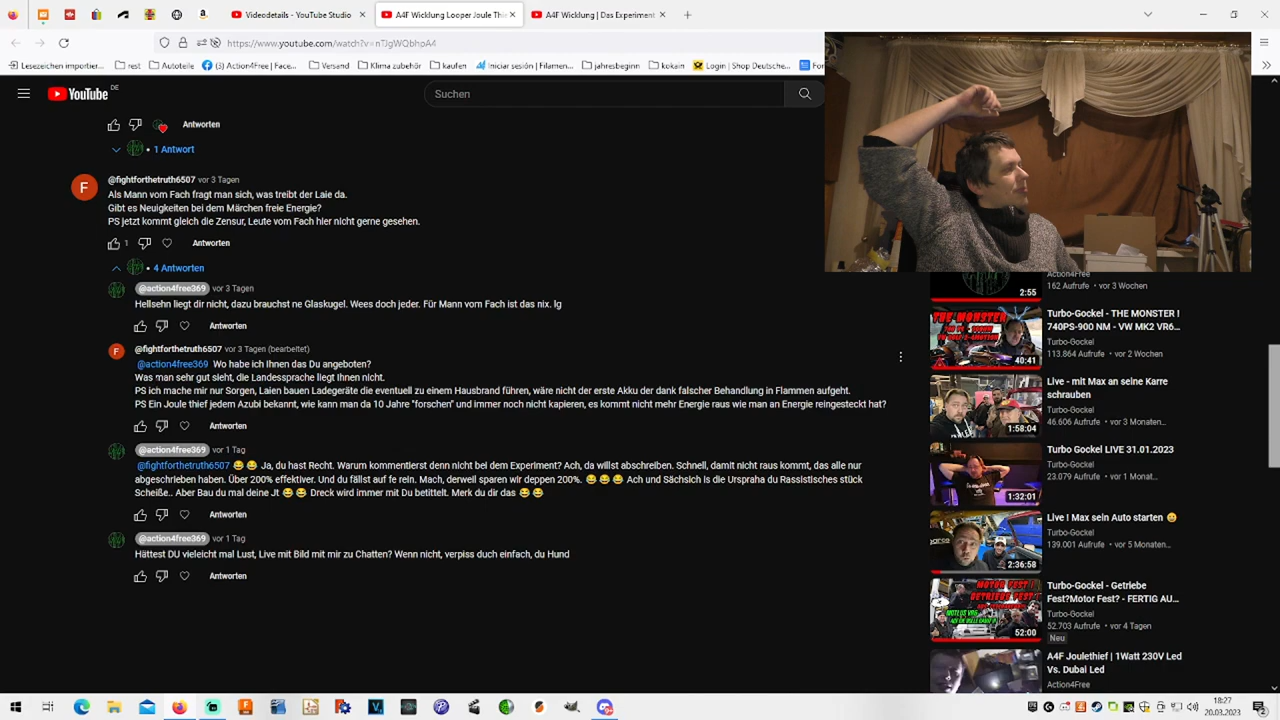 Videodetails - YouTube Studio
A4F Wicklung Looper Joule Thie
A4F Wicklung | Das Experiment
https://www.youtube.com/watch?v=nTJgWQbhpA4
Lesezeichen importier...
rest
Autoteile
(3) Action4Free | Face...
Versand
Klima zubehör
kaufen
Iniciar sesión | Filamen...
jahresbeginn
kokain
Login | Shop Deutsche...
YouTube DE
Suchen
Antworten
1 Antwort
F
@fightforthetruth6507 vor 3 Tagen
Als Mann vom Fach fragt man sich, was treibt der Laie da.
Gibt es Neuigkeiten bei dem Märchen freie Energie?
PS jetzt kommt gleich die Zensur, Leute vom Fach hier nicht gerne gesehen.
1 Antworten
4 Antworten
@action4free369 vor 3 Tagen
Hellsehn liegt dir nicht, dazu brauchst ne Glaskugel. Wees doch jeder. Für Mann vom Fach ist das nix. lg
Antworten
F
@fightforthetruth6507 vor 3 Tagen (bearbeitet)
@action4free369 Wo habe ich Ihnen das Du angeboten?
Was man sehr gut sieht, die Landessprache liegt Ihnen nicht.
PS ich mache mir nur Sorgen, Laien bauen Ladegeräte die eventuell zu einem Hausbrand führen, wäre nicht der erste Akku der dank falscher Behandlung in Flammen aufgeht.
PS Ein Joule thief jedem Azubi bekannt, wie kann man da 10 Jahre "forschen" und immer noch nicht kapieren, es kommt nicht mehr Energie raus wie man an Energie reingesteckt hat?
Antworten
@action4free369 vor 1 Tag
@fightforthetruth6507 😂 😂 Ja, du hast Recht. Warum kommentierst denn nicht bei dem Experiment? Ach, da willst abschreiben. Schnell, damit nicht raus kommt, das alle nur
abgeschrieben haben. Über 200% effektiver. Und du bist auf fe rein. Mach, derweil sparen wir deppen 200%. 😂 😂 😂 Ach und Sächsich is die Urspraha du Rassistisches stück
Scheiße.. Aber Bau du mal deine Jt 😂 😂 Dreck wird immer mit Du betittelt. Merk du dir das 😂 😂
Antworten
@action4free369 vor 1 Tag
Hättest DU vieleicht mal Lust, Live mit Bild mit mir zu Chatten? Wenn nicht, verpiss duch einfach, du Hund
Antworten
Action4Free
162 Aufrufe • vor 3 Wochen
2:55
THE MONSTER
40:41
Turbo-Gockel - THE MONSTER !
740PS-900 NM - VW MK2 VR6...
Turbo-Gockel
113.864 Aufrufe • vor 2 Wochen
1:58:04
Live - mit Max an seine Karre
schrauben
Turbo-Gockel
46.606 Aufrufe • vor 3 Monaten...
1:32:01
Turbo Gockel LIVE 31.01.2023
Turbo-Gockel
23.079 Aufrufe • vor 1 Monat...
2:36:58
Live ! Max sein Auto starten 😄
Turbo-Gockel
139.001 Aufrufe • vor 5 Monaten...
MOTOR FEST !
GETRIEBE FEST!
52:00
Turbo-Gockel - Getriebe
Fest?Motor Fest? - FERTIG AU...
Turbo-Gockel
52.703 Aufrufe • vor 4 Tagen
Neu
A4F Joulethief | 1Watt 230V Led
Vs. Dubai Led
Action4Free
18:27
20.03.2023